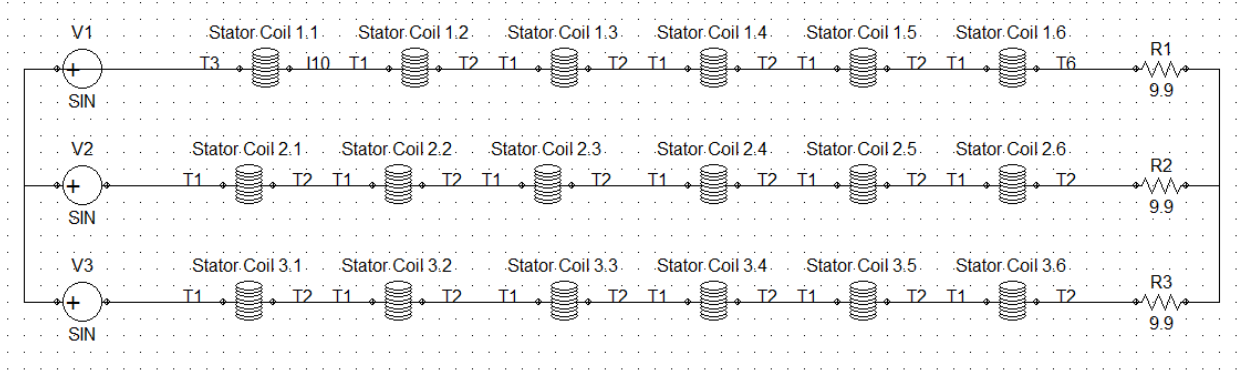 V1 Stator Coil 1.1 Stator Coil 1.2 Stator Coil 1.3 Stator Coil 1.4 Stator Coil 1.5 Stator Coil 1.6 R1
+ T3 I10 T1 T2 T1 T2 T1 T2 T1 T2 T1 T6
SIN 9.9
V2 Stator Coil 2.1 Stator Coil 2.2 Stator Coil 2.3 Stator Coil 2.4 Stator Coil 2.5 Stator Coil 2.6 R2
+ T1 T2 T1 T2 T1 T2 T1 T2 T1 T2 T1 T2
SIN 9.9
V3 Stator Coil 3.1 Stator Coil 3.2 Stator Coil 3.3 Stator Coil 3.4 Stator Coil 3.5 Stator Coil 3.6 R3
+ T1 T2 T1 T2 T1 T2 T1 T2 T1 T2 T1 T2
SIN 9.9